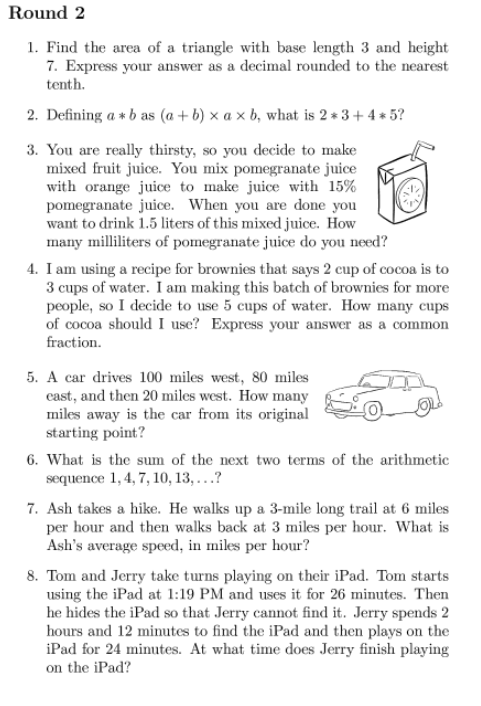 Round 2
1. Find the area of a triangle with base length 3 and height
7. Express your answer as a decimal rounded to the nearest
tenth.
2. Defining a ∗ b as (a + b) × a × b, what is 2 ∗ 3 + 4 ∗ 5?
3. You are really thirsty, so you decide to make
mixed fruit juice. You mix pomegranate juice
with orange juice to make juice with 15%
pomegranate juice. When you are done you
want to drink 1.5 liters of this mixed juice. How
many milliliters of pomegranate juice do you need?
4. I am using a recipe for brownies that says 2 cup of cocoa is to
3 cups of water. I am making this batch of brownies for more
people, so I decide to use 5 cups of water. How many cups
of cocoa should I use? Express your answer as a common
fraction.
5. A car drives 100 miles west, 80 miles
east, and then 20 miles west. How many
miles away is the car from its original
starting point?
6. What is the sum of the next two terms of the arithmetic
sequence 1, 4, 7, 10, 13, . . .?
7. Ash takes a hike. He walks up a 3-mile long trail at 6 miles
per hour and then walks back at 3 miles per hour. What is
Ash's average speed, in miles per hour?
8. Tom and Jerry take turns playing on their iPad. Tom starts
using the iPad at 1:19 PM and uses it for 26 minutes. Then
he hides the iPad so that Jerry cannot find it. Jerry spends 2
hours and 12 minutes to find the iPad and then plays on the
iPad for 24 minutes. At what time does Jerry finish playing
on the iPad?